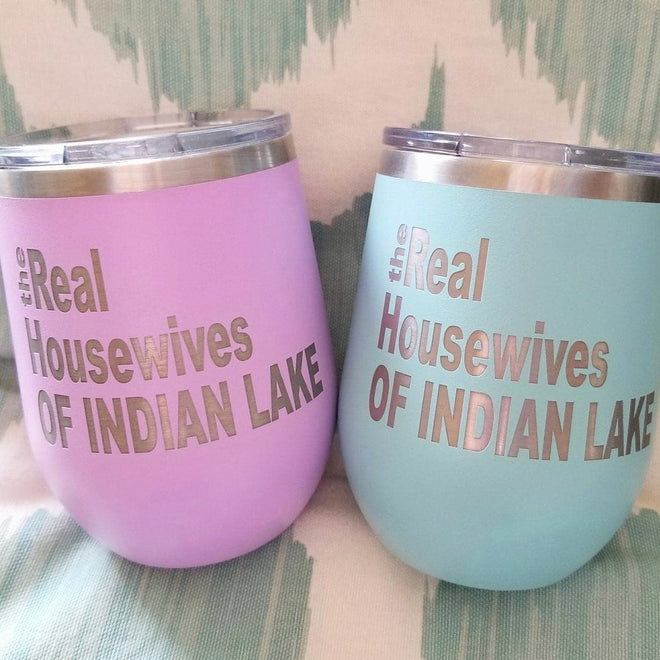 the Real
Housewives
OF INDIAN LAKE
the Real
Housewives
OF INDIAN LAKE